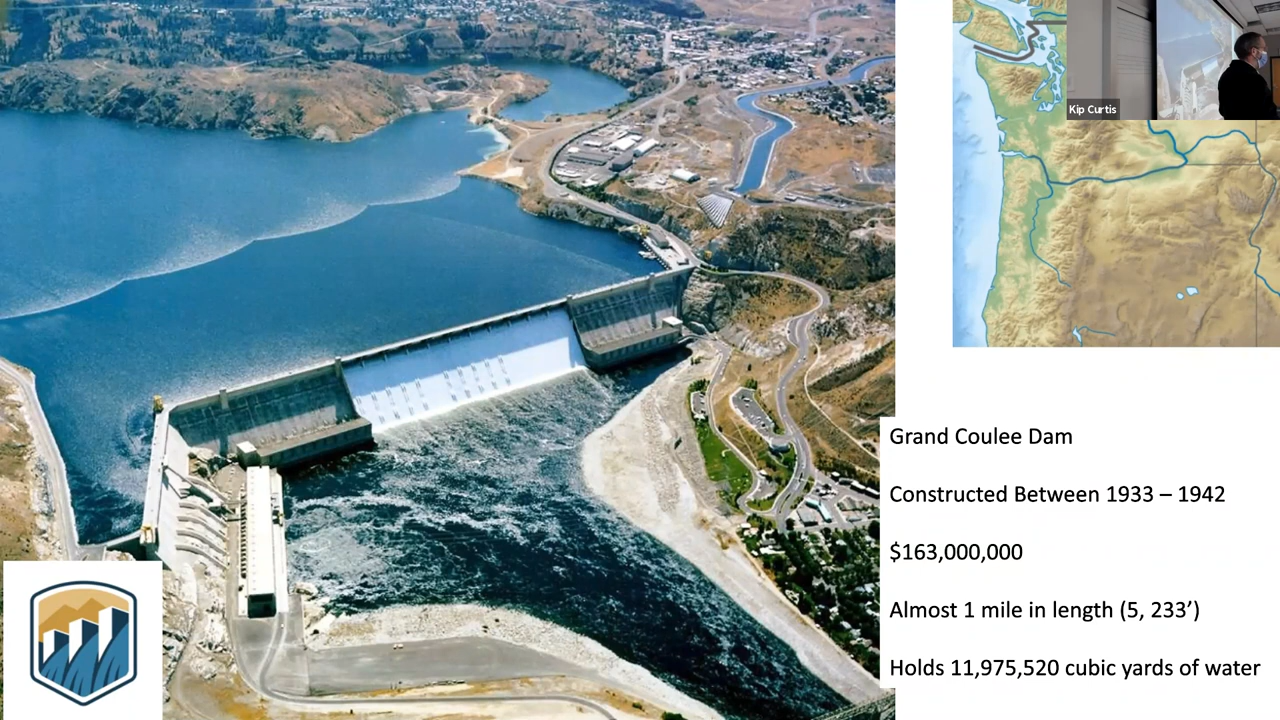 Kip Curtis
Grand Coulee Dam
Constructed Between 1933 – 1942
$163,000,000
Almost 1 mile in length (5, 233’)
Holds 11,975,520 cubic yards of water